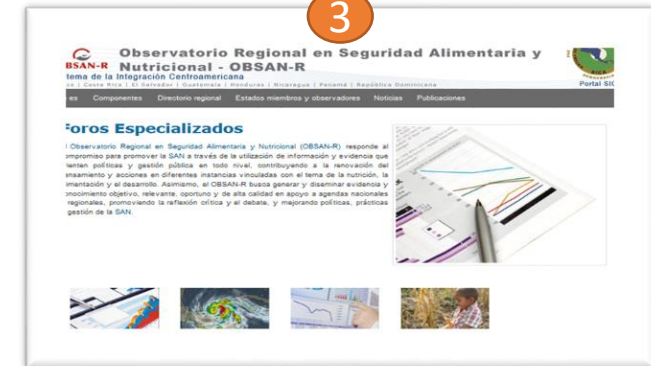 3
Observatorio Regional en Seguridad Alimentaria y
BSAN-R Nutricional - OBSAN-R
tema de la Integración Centroamericana
Costa Rica | El Salvador | Guatemala | Honduras | Nicaragua | Panamá | República Dominicana
Portal SIC
es Componentes Directorio regional Estados miembros y observadores Noticias Publicaciones
Foros Especializados
l Observatorio Regional en Seguridad Alimentaria y Nutricional (OBSAN-R) responde al
ompromiso para promover la SAN a través de la utilización de información y evidencia que
ienten políticas y gestión pública en todo nivel, contribuyendo a la renovación del
ensamiento y acciones en diferentes instancias vinculadas con el tema de la nutrición, la
imentación y el desarrollo. Asimismo, el OBSAN-R busca generar y diseminar evidencia y
onocimiento objetivo, relevante, oportuno y de alta calidad en apoyo a agendas nacionales
regionales, promoviendo la reflexión crítica y el debate, y mejorando políticas, prácticas
gestión de la SAN.